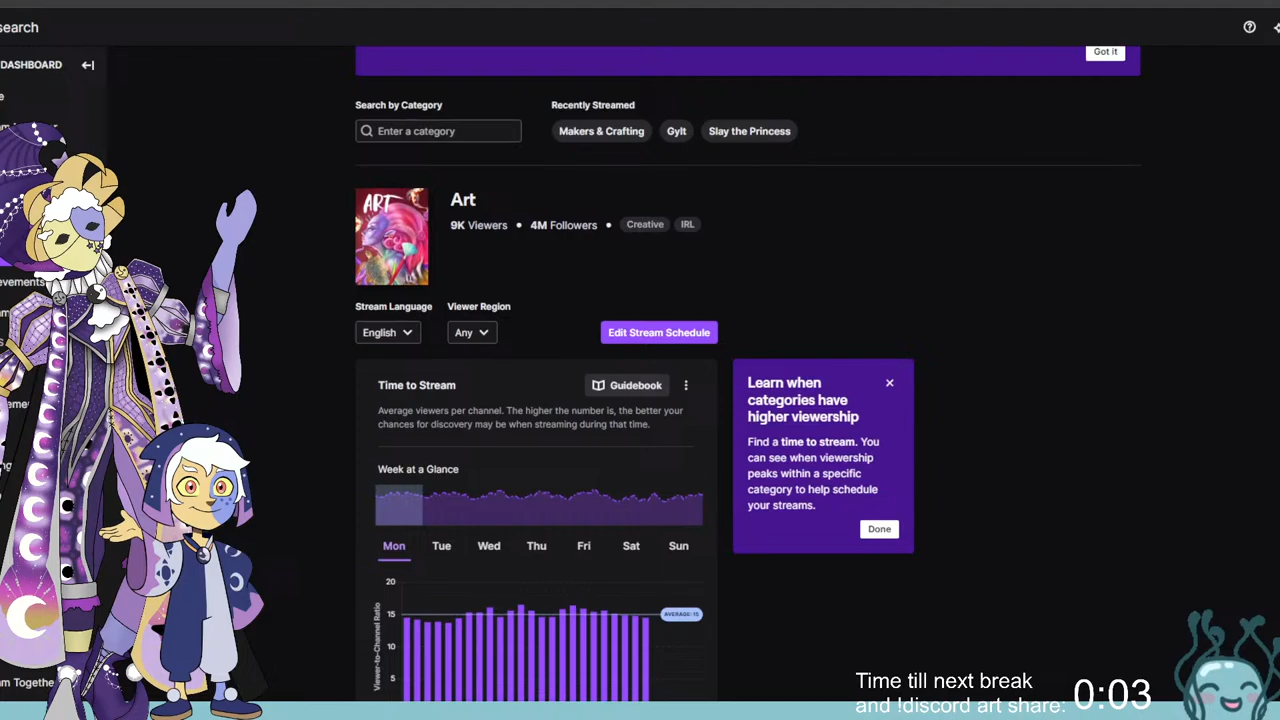 search
DASHBOARD
Got it
Search by Category
Recently Streamed
Enter a category
Makers & Crafting
Gylt
Slay the Princess
ART
Art
9K Viewers • 4M Followers •
Creative
IRL
Stream Language
Viewer Region
English
Any
Edit Stream Schedule
Time to Stream
Guidebook
Average viewers per channel. The higher the number is, the better your
chances for discovery may be when streaming during that time.
Week at a Glance
Mon Tue Wed Thu Fri Sat Sun
20
15
10
5
Viewer-to-Channel Ratio
AVERAGE: 15
Learn when
categories have
higher viewership
Find a time to stream. You
can see when viewership
peaks within a specific
category to help schedule
your streams.
Done
Time till next break
and !discord art share:
0:03